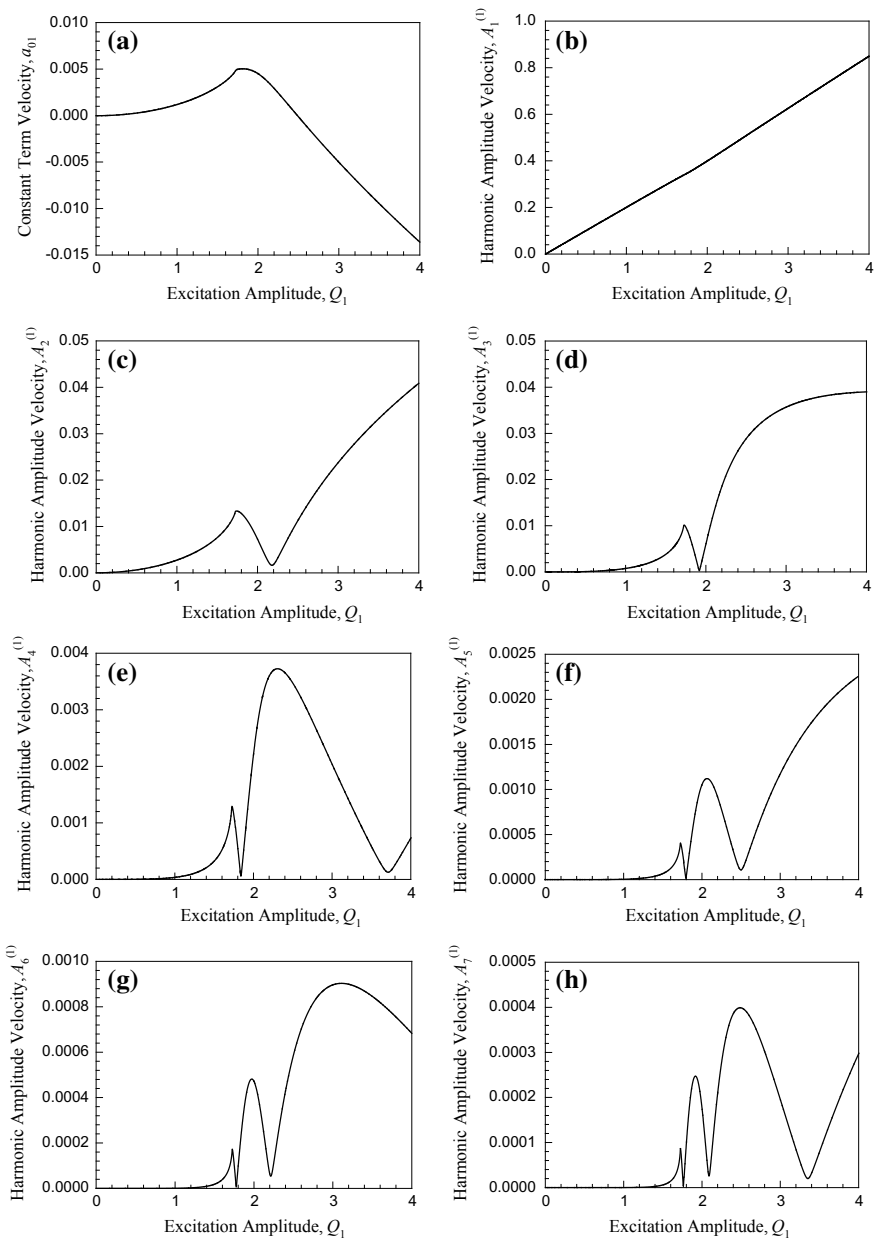 (a)
Constant Term Velocity, a₀₁
0.010
0.005
0.000
-0.005
-0.010
-0.015
0 1 2 3 4
Excitation Amplitude, Q₁
(b)
Harmonic Amplitude Velocity, A₁⁽¹⁾
1.0
0.8
0.6
0.4
0.2
0.0
0 1 2 3 4
Excitation Amplitude, Q₁
(c)
Harmonic Amplitude Velocity, A₂⁽¹⁾
0.05
0.04
0.03
0.02
0.01
0.00
0 1 2 3 4
Excitation Amplitude, Q₁
(d)
Harmonic Amplitude Velocity, A₃⁽¹⁾
0.05
0.04
0.03
0.02
0.01
0.00
0 1 2 3 4
Excitation Amplitude, Q₁
(e)
Harmonic Amplitude Velocity, A₄⁽¹⁾
0.004
0.003
0.002
0.001
0.000
0 1 2 3 4
Excitation Amplitude, Q₁
(f)
Harmonic Amplitude Velocity, A₅⁽¹⁾
0.0025
0.0020
0.0015
0.0010
0.0005
0.0000
0 1 2 3 4
Excitation Amplitude, Q₁
(g)
Harmonic Amplitude Velocity, A₆⁽¹⁾
0.0010
0.0008
0.0006
0.0004
0.0002
0.0000
0 1 2 3 4
Excitation Amplitude, Q₁
(h)
Harmonic Amplitude Velocity, A₇⁽¹⁾
0.0005
0.0004
0.0003
0.0002
0.0001
0.0000
0 1 2 3 4
Excitation Amplitude, Q₁